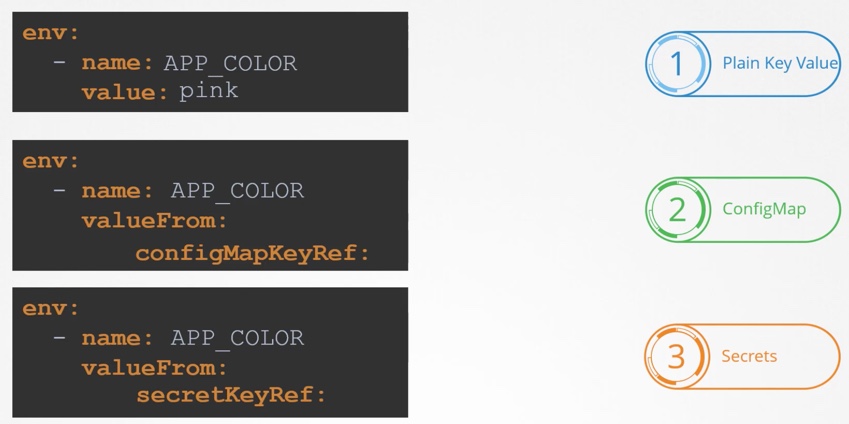 env:
- name: APP_COLOR
value: pink
1 Plain Key Value
env:
- name: APP_COLOR
valueFrom:
configMapKeyRef:
2 ConfigMap
env:
- name: APP_COLOR
valueFrom:
secretKeyRef:
3 Secrets